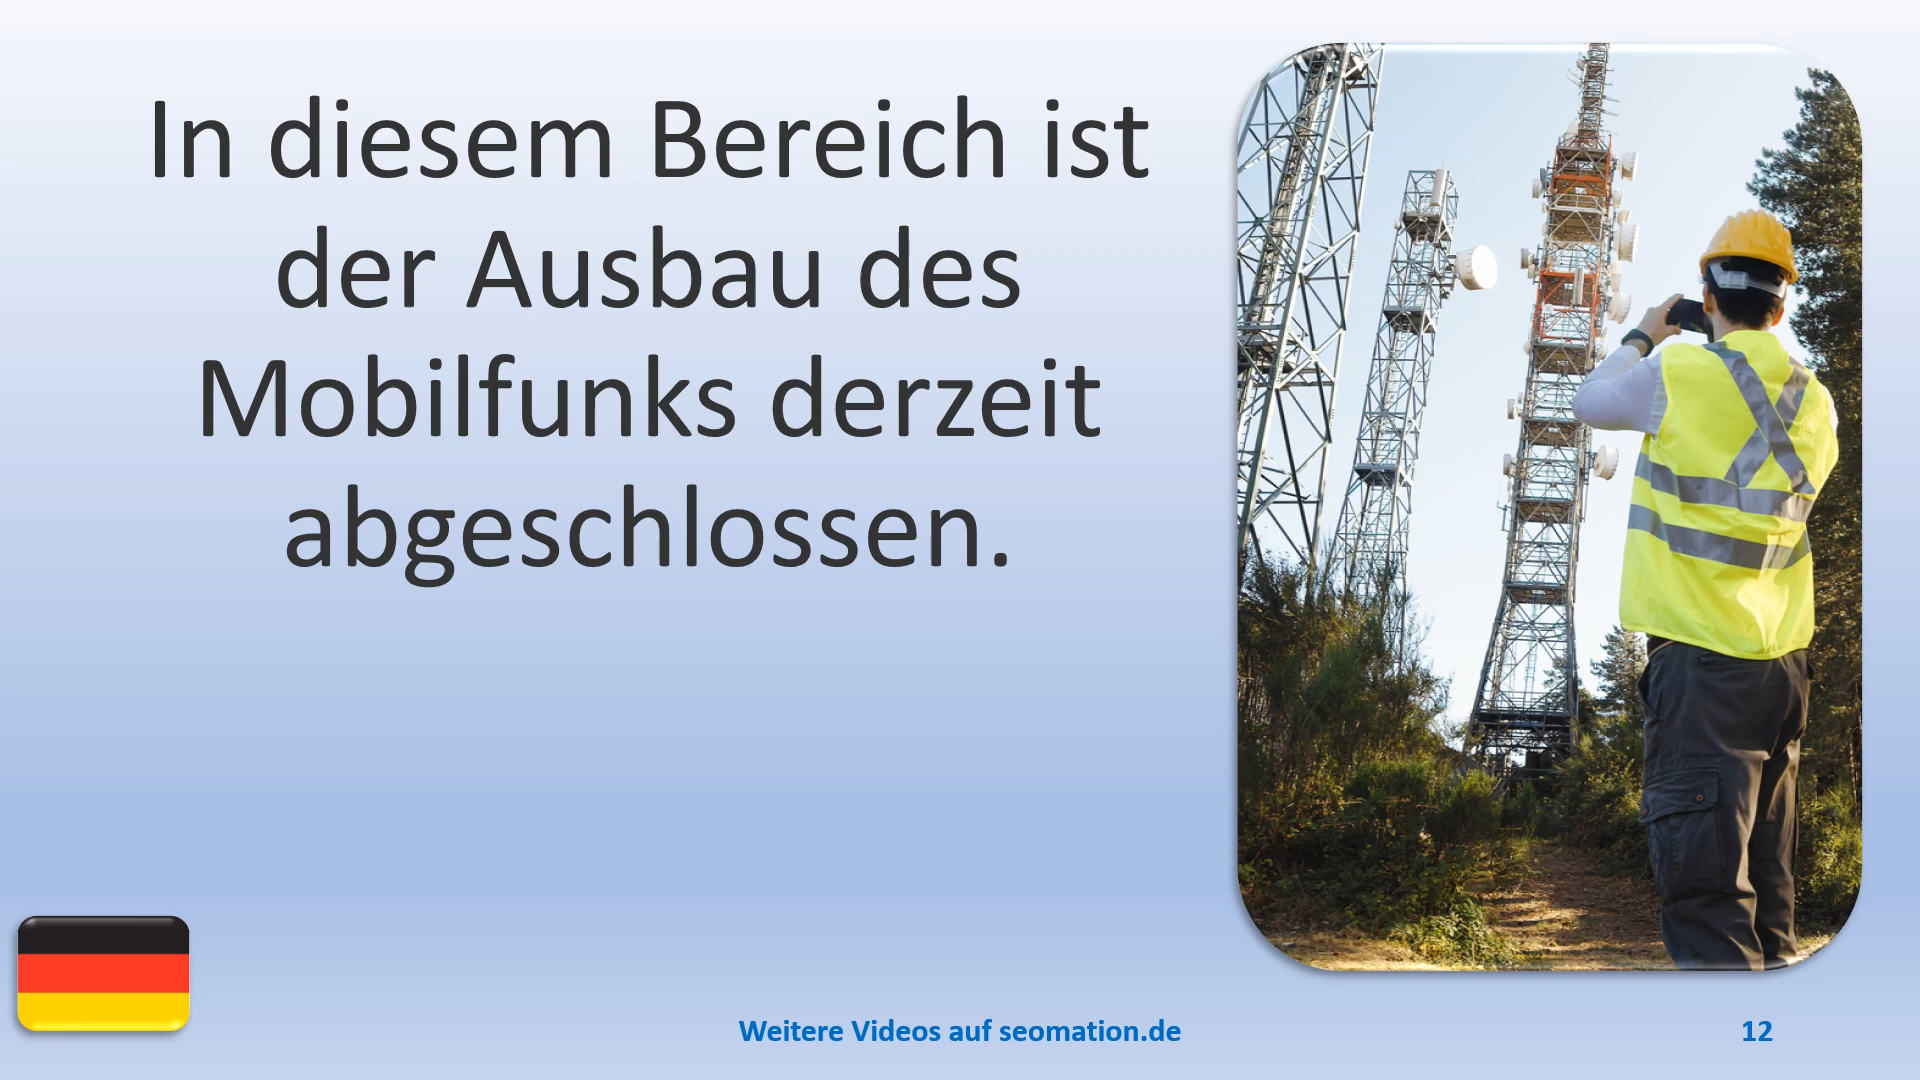 In diesem Bereich ist
der Ausbau des
Mobilfunks derzeit
abgeschlossen.
Weitere Videos auf seomation.de
12